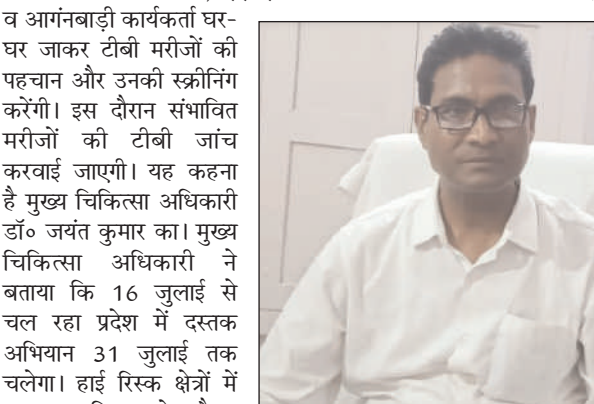 व आगंनबाड़ी कार्यकर्ता घर-
घर जाकर टीबी मरीजों की
पहचान और उनकी स्क्रीनिंग
करेंगी। इस दौरान संभावित
मरीजों की टीबी जांच
करवाई जाएगी। यह कहना
है मुख्य चिकित्सा अधिकारी
डॉ० जयंत कुमार का। मुख्य
चिकित्सा अधिकारी ने
बताया कि 16 जुलाई से
चल रहा प्रदेश में दस्तक
अभियान 31 जुलाई तक
चलेगा। हाई रिस्क क्षेत्रों में